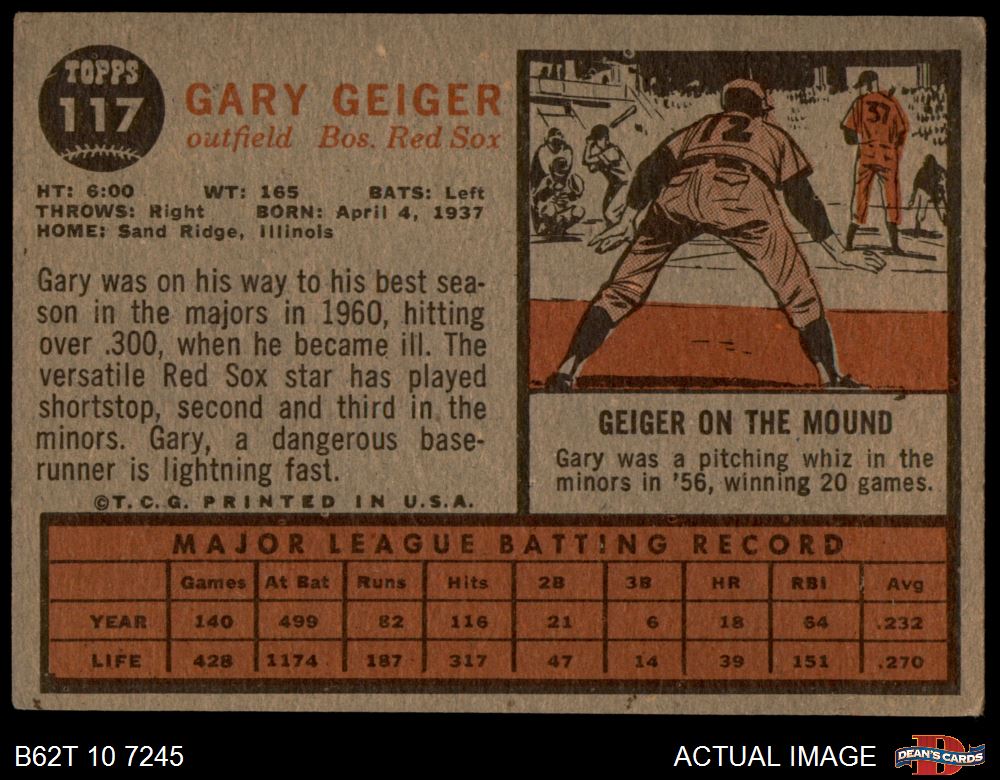 TOPPS
117
GARY GEIGER
outfield Bos. Red Sox
HT: 6:00 WT: 165 BATS: Left
THROWS: Right BORN: April 4, 1937
HOME: Sand Ridge, Illinois
Gary was on his way to his best sea-
son in the majors in 1960, hitting
over .300, when he became ill. The
versatile Red Sox star has played
shortstop, second and third in the
minors. Gary, a dangerous base-
runner is lightning fast.
©T.C.G. PRINTED IN U.S.A.
12
37
GEIGER ON THE MOUND
Gary was a pitching whiz in the
minors in '56, winning 20 games.
MAJOR LEAGUE BATTING RECORD
Games At Bat Runs Hits 2B 3B HR RBI Avg
YEAR 140 499 82 116 21 6 18 64 .232
LIFE 428 1174 187 317 47 14 39 151 .270
B62T 10 7245
ACTUAL IMAGE
D
DEAN'S CARDS